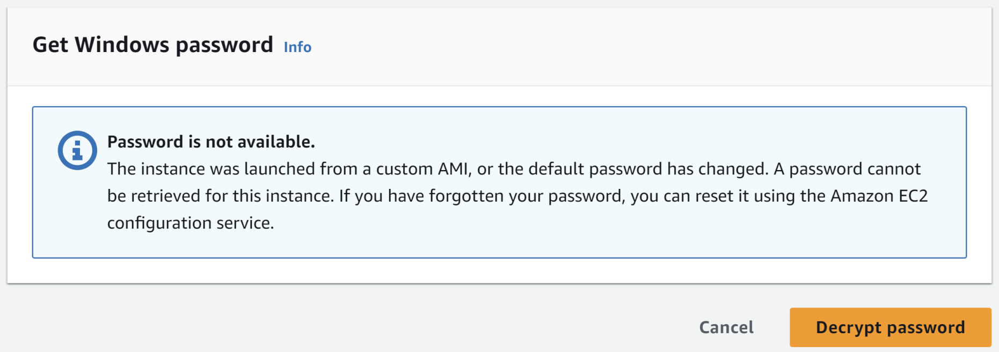 Get Windows password Info
Password is not available.
The instance was launched from a custom AMI, or the default password has changed. A password cannot
be retrieved for this instance. If you have forgotten your password, you can reset it using the Amazon EC2
configuration service.
Cancel Decrypt password